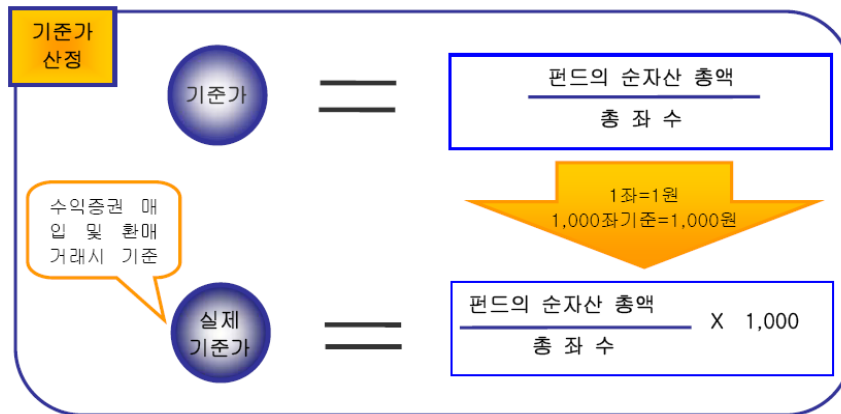 기준가
산정
기준가
펀드의 순자산 총액
총 좌 수
1좌=1원
1,000좌기준=1,000원
수익증권 매
입 및 환매
거래시 기준
실제
기준가
펀드의 순자산 총액
총 좌 수
X 1,000